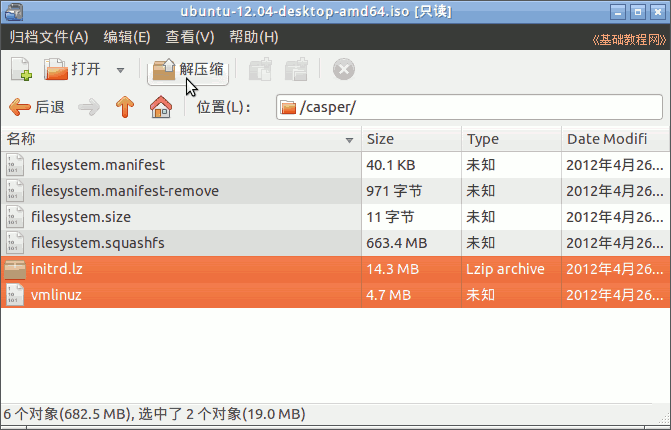 ubuntu-12.04-desktop-amd64.iso [只读]
归档文件(A) 编辑(E) 查看(V) 帮助(H) 《基础教程网》
打开 解压缩
后退 位置(L): /casper/
名称 Size Type Date Modifi
filesystem.manifest 40.1 KB 未知 2012年4月26...
filesystem.manifest-remove 971 字节 未知 2012年4月26...
filesystem.size 11 字节 未知 2012年4月26...
filesystem.squashfs 663.4 MB 未知 2012年4月26...
initrd.lz 14.3 MB Lzip archive 2012年4月26...
vmlinuz 4.7 MB 未知 2012年4月26...
6 个对象(682.5 MB), 选中了 2 个对象(19.0 MB)